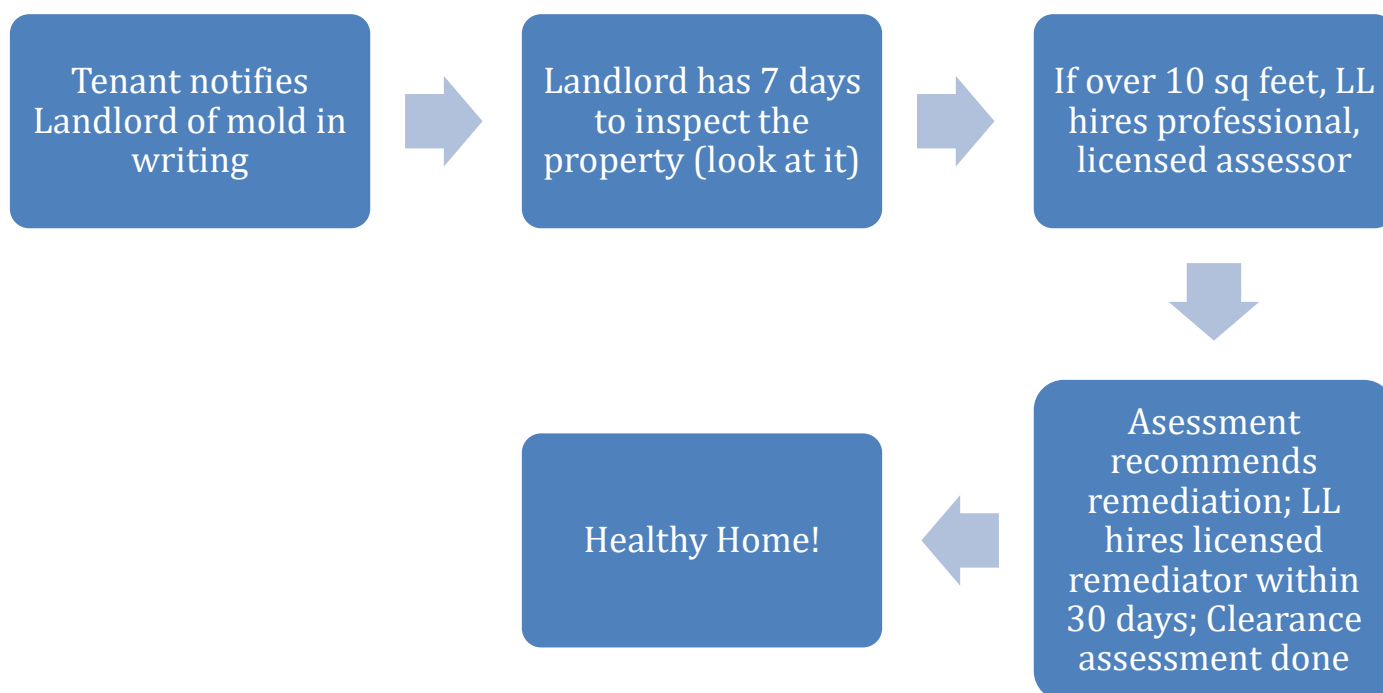 Tenant notifies
Landlord of mold in
writing
Landlord has 7 days
to inspect the
property (look at it)
If over 10 sq feet, LL
hires professional,
licensed assessor
Asessment
recommends
remediation; LL
hires licensed
remediator within
30 days; Clearance
assessment done
Healthy Home!